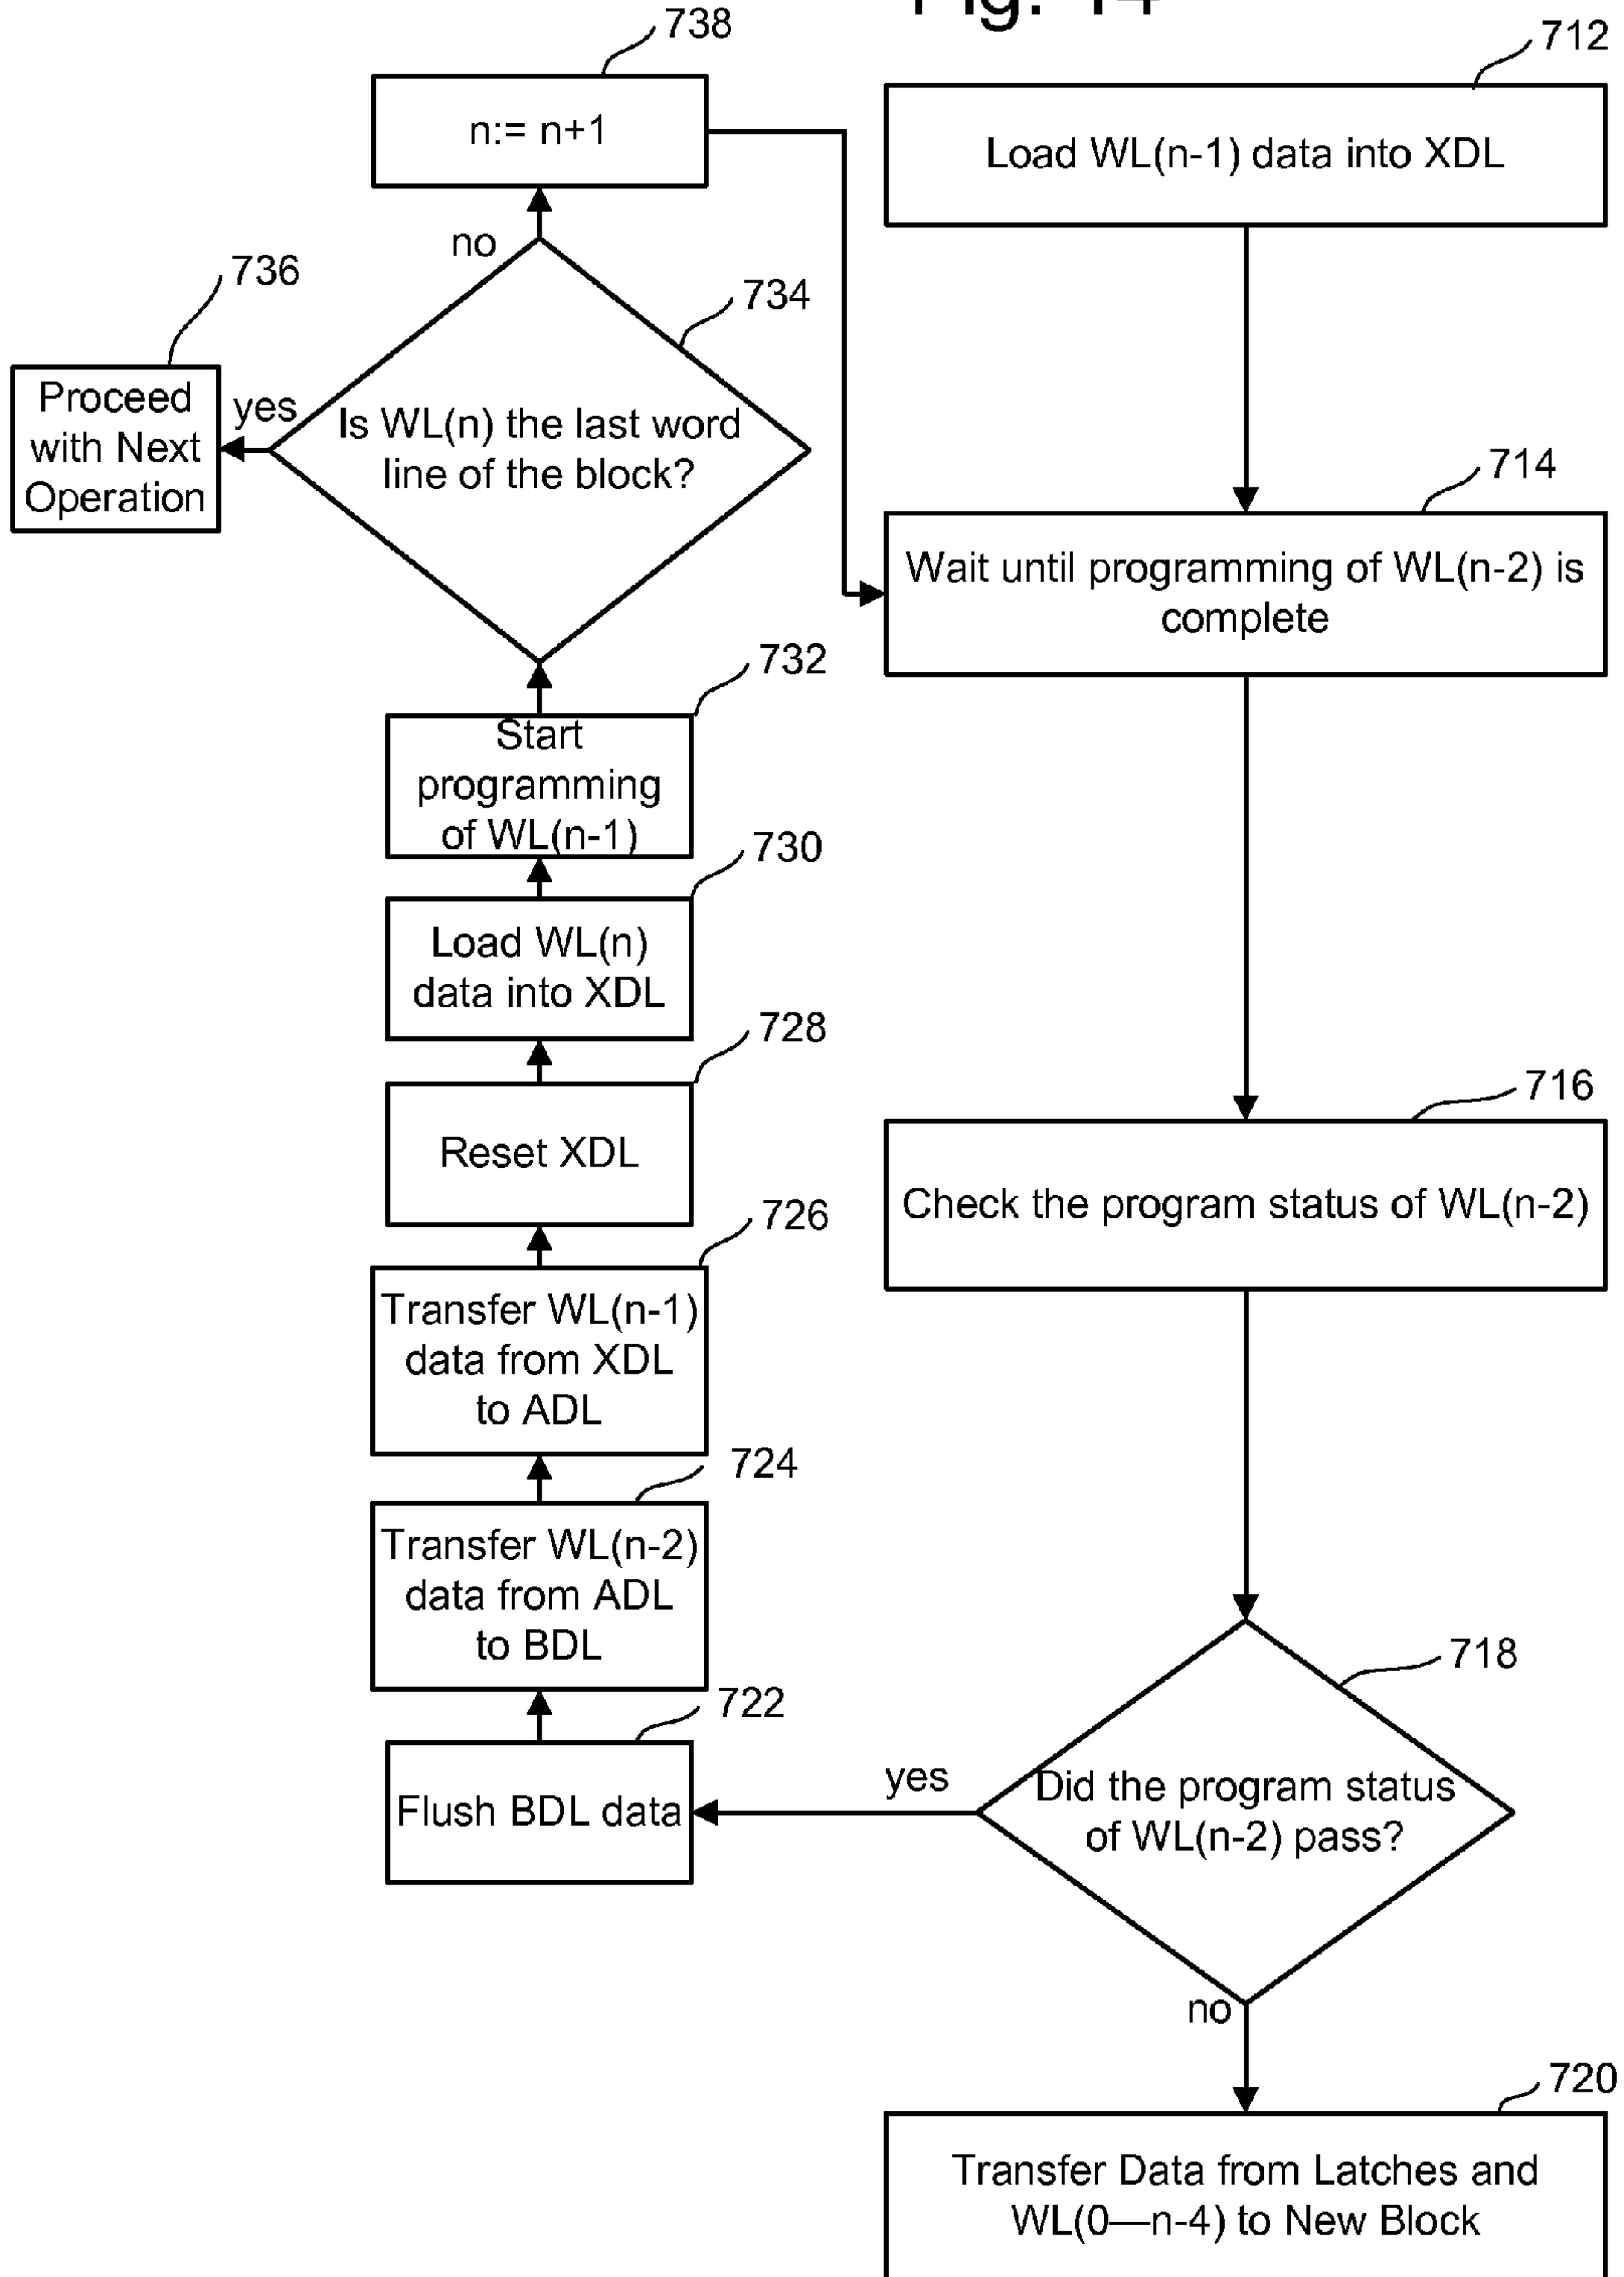 Fig. 14
738
712
n:= n+1
Load WL(n-1) data into XDL
no
736
734
Proceed
with Next
Operation
yes
Is WL(n) the last word
line of the block?
714
Wait until programming of WL(n-2) is
complete
732
Start
programming
of WL(n-1)
730
Load WL(n)
data into XDL
728
Reset XDL
716
Check the program status of WL(n-2)
726
Transfer WL(n-1)
data from XDL
to ADL
724
Transfer WL(n-2)
data from ADL
to BDL
722
Flush BDL data
yes
718
Did the program status
of WL(n-2) pass?
no
720
Transfer Data from Latches and
WL(0—n-4) to New Block